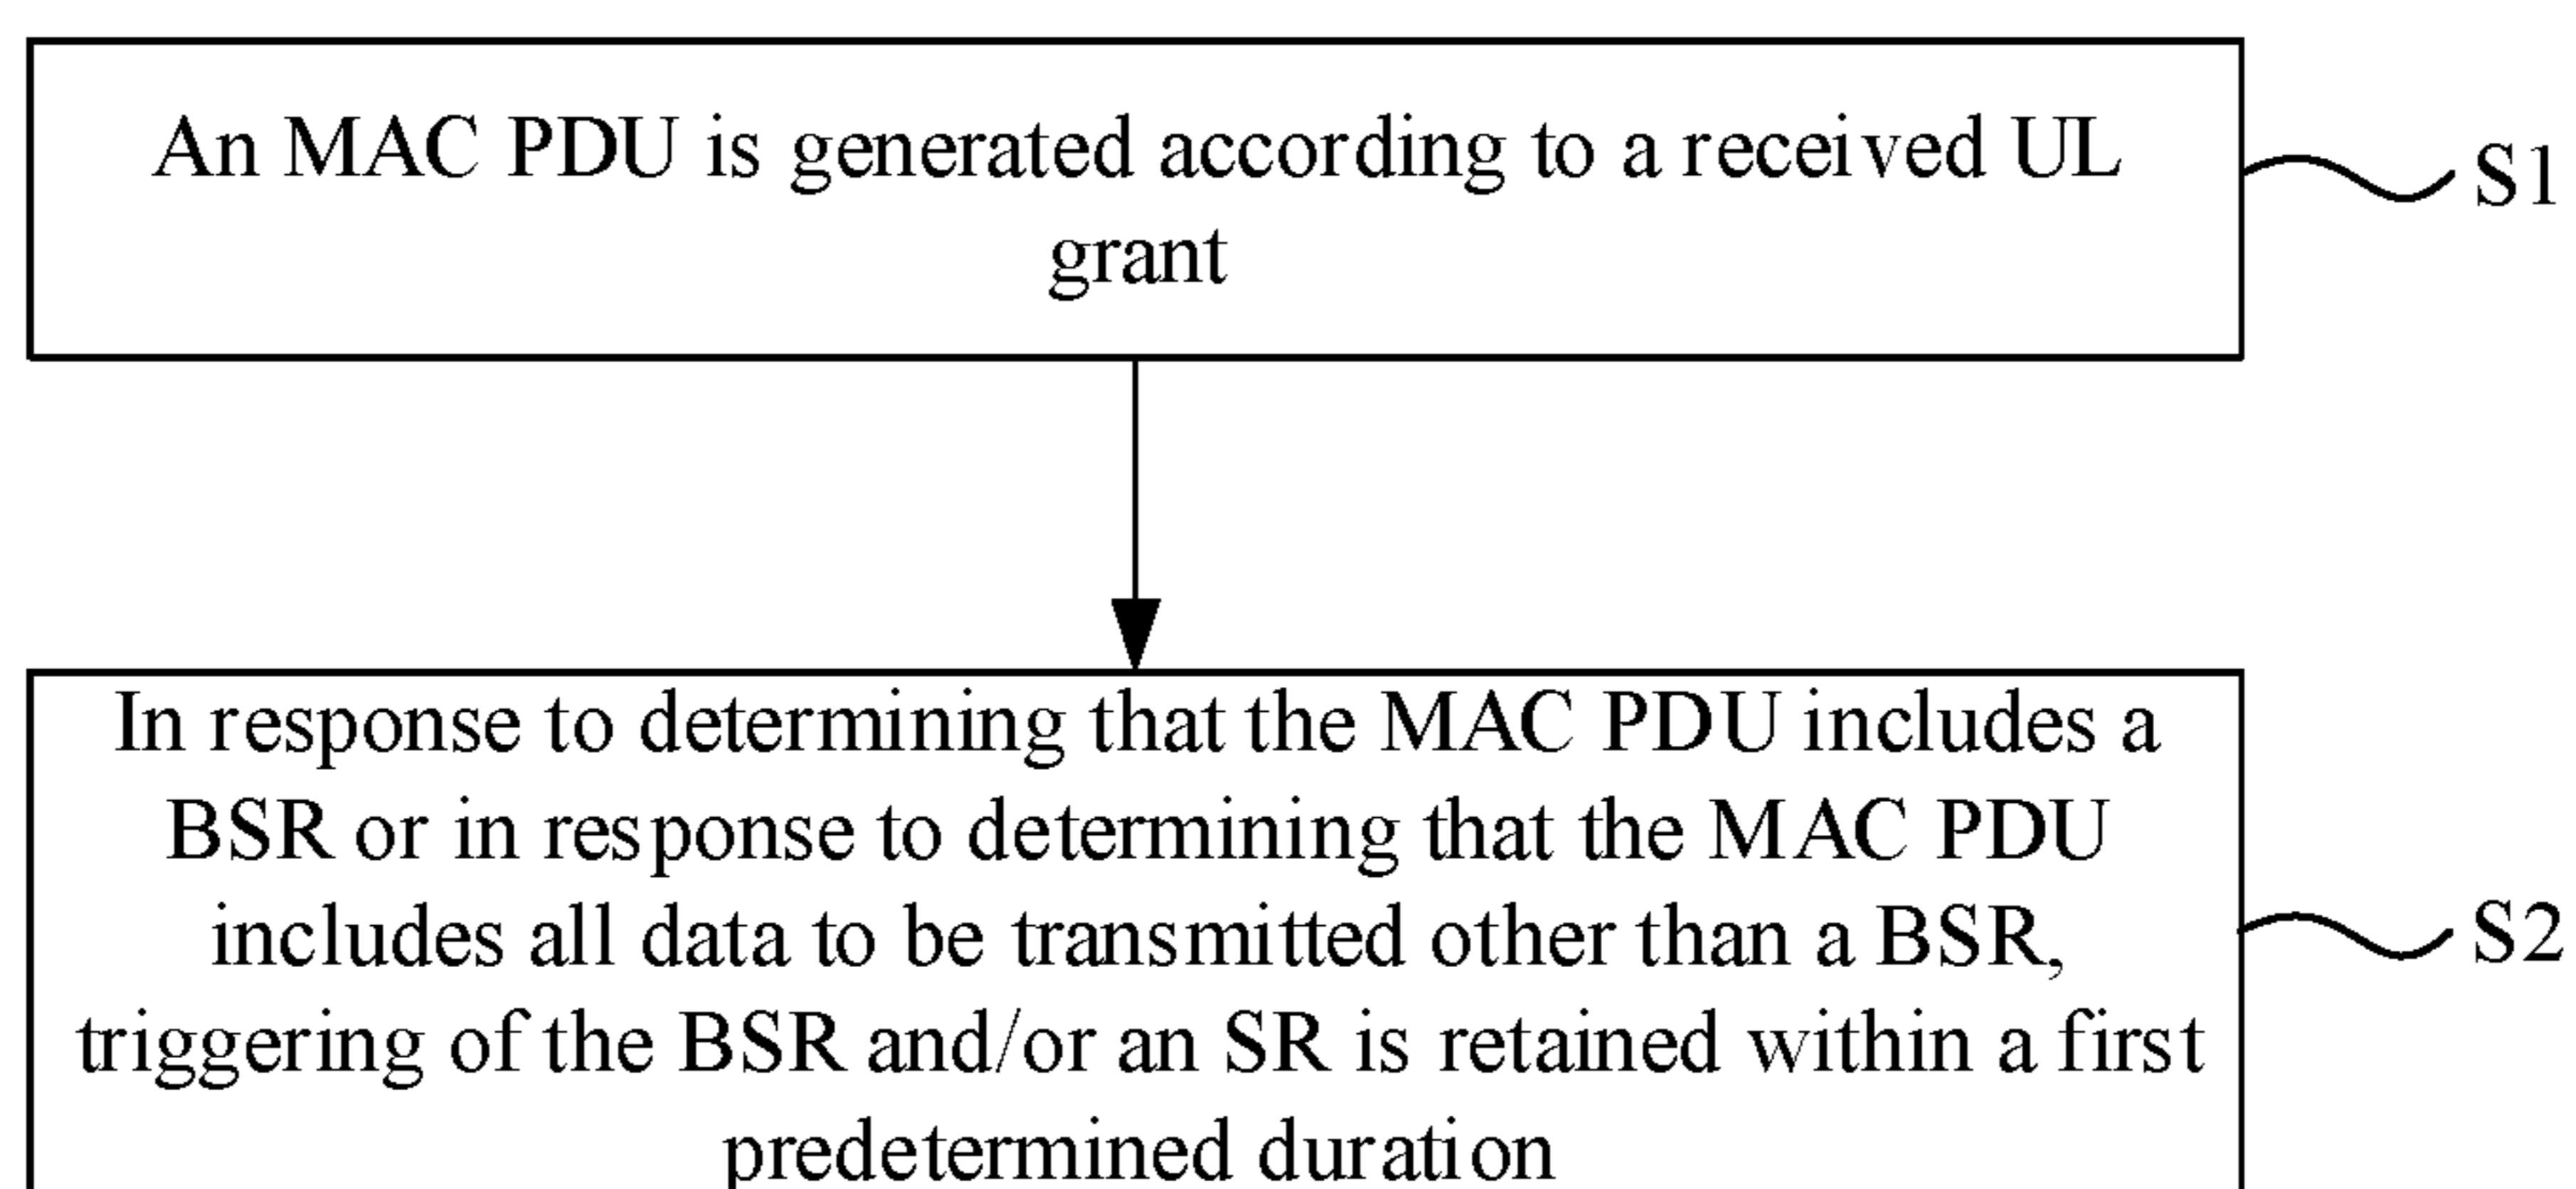 An MAC PDU is generated according to a received UL
grant
S1
In response to determining that the MAC PDU includes a
BSR or in response to determining that the MAC PDU
includes all data to be transmitted other than a BSR,
triggering of the BSR and/or an SR is retained within a first
predetermined duration
S2